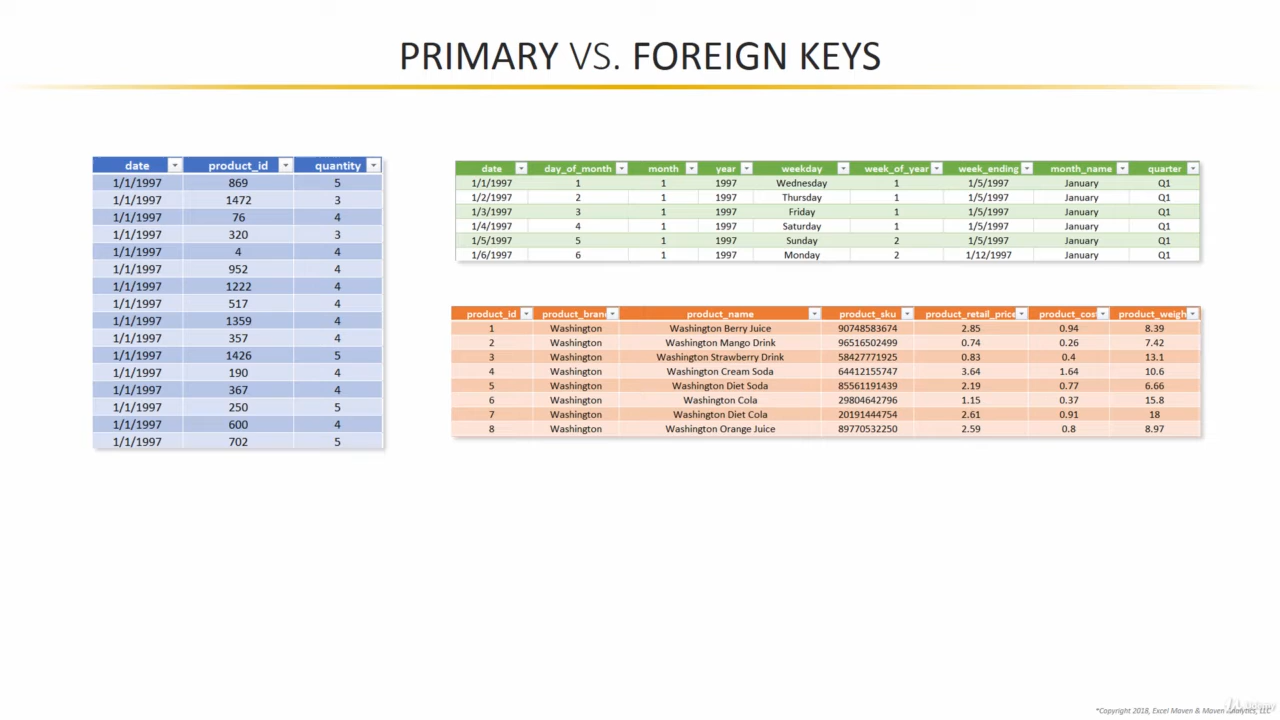 PRIMARY VS. FOREIGN KEYS
date product_id quantity
1/1/1997 869 5
1/1/1997 1472 3
1/1/1997 76 4
1/1/1997 320 3
1/1/1997 4 4
1/1/1997 952 4
1/1/1997 1222 4
1/1/1997 517 4
1/1/1997 1359 4
1/1/1997 357 4
1/1/1997 1426 5
1/1/1997 190 4
1/1/1997 367 4
1/1/1997 250 5
1/1/1997 600 4
1/1/1997 702 5
date day_of_month month year weekday week_of_year week_ending month_name quarter
1/1/1997 1 1 1997 Wednesday 1 1/5/1997 January Q1
1/2/1997 2 1 1997 Thursday 1 1/5/1997 January Q1
1/3/1997 3 1 1997 Friday 1 1/5/1997 January Q1
1/4/1997 4 1 1997 Saturday 1 1/5/1997 January Q1
1/5/1997 5 1 1997 Sunday 2 1/5/1997 January Q1
1/6/1997 6 1 1997 Monday 2 1/12/1997 January Q1
product_id product_bran product_name product_sku product_retail_price product_cos product_weigh
1 Washington Washington Berry Juice 90748583674 2.85 0.94 8.39
2 Washington Washington Mango Drink 96516502499 0.74 0.26 7.42
3 Washington Washington Strawberry Drink 58427771925 0.83 0.4 13.1
4 Washington Washington Cream Soda 64412155747 3.64 1.64 10.6
5 Washington Washington Diet Soda 85561191439 2.19 0.77 6.66
6 Washington Washington Cola 29804642796 1.15 0.37 15.8
7 Washington Washington Diet Cola 20191444754 2.61 0.91 18
8 Washington Washington Orange Juice 89770532250 2.59 0.8 8.97
*Copyright 2018, Excel Maven & Maven Analytics, LLC
Udemy